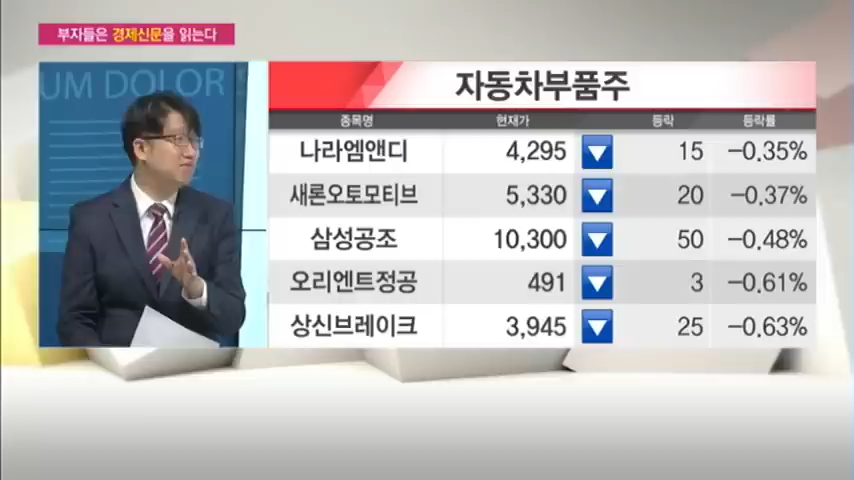 부자들은 경제신문을 읽는다
UM DOLOR
자동차부품주
종목명 현재가 등락 등락률
나라엠앤디 4,295 ▼ 15 -0.35%
새론오토모티브 5,330 ▼ 20 -0.37%
삼성공조 10,300 ▼ 50 -0.48%
오리엔트정공 491 ▼ 3 -0.61%
상신브레이크 3,945 ▼ 25 -0.63%